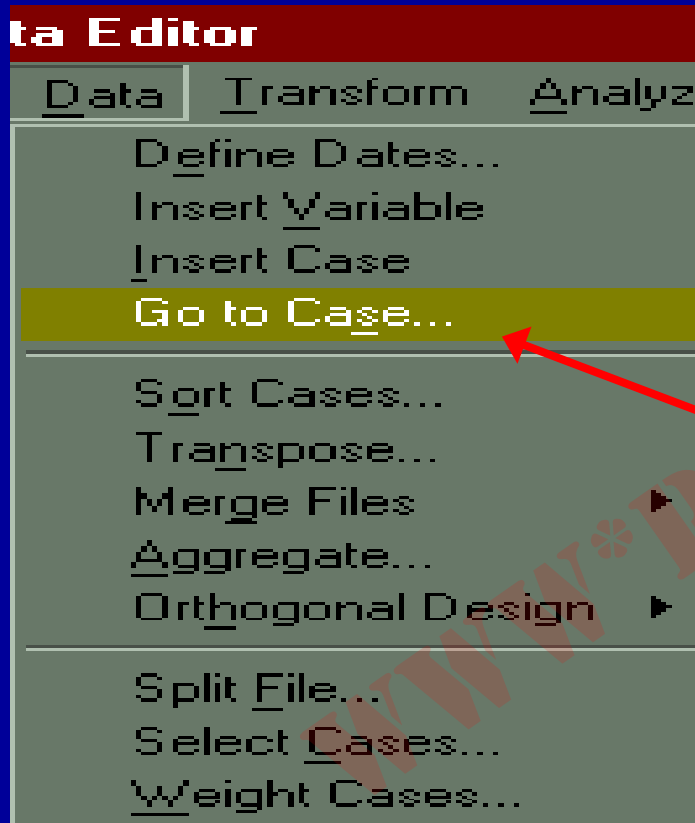 ta Editor
Data Transform Analyz
Define Dates...
Insert Variable
Insert Case
Go to Case...
Sort Cases...
Transpose...
Merge Files
Aggregate...
Orthogonal Design
Split File...
Select Cases...
Weight Cases...
WWW*